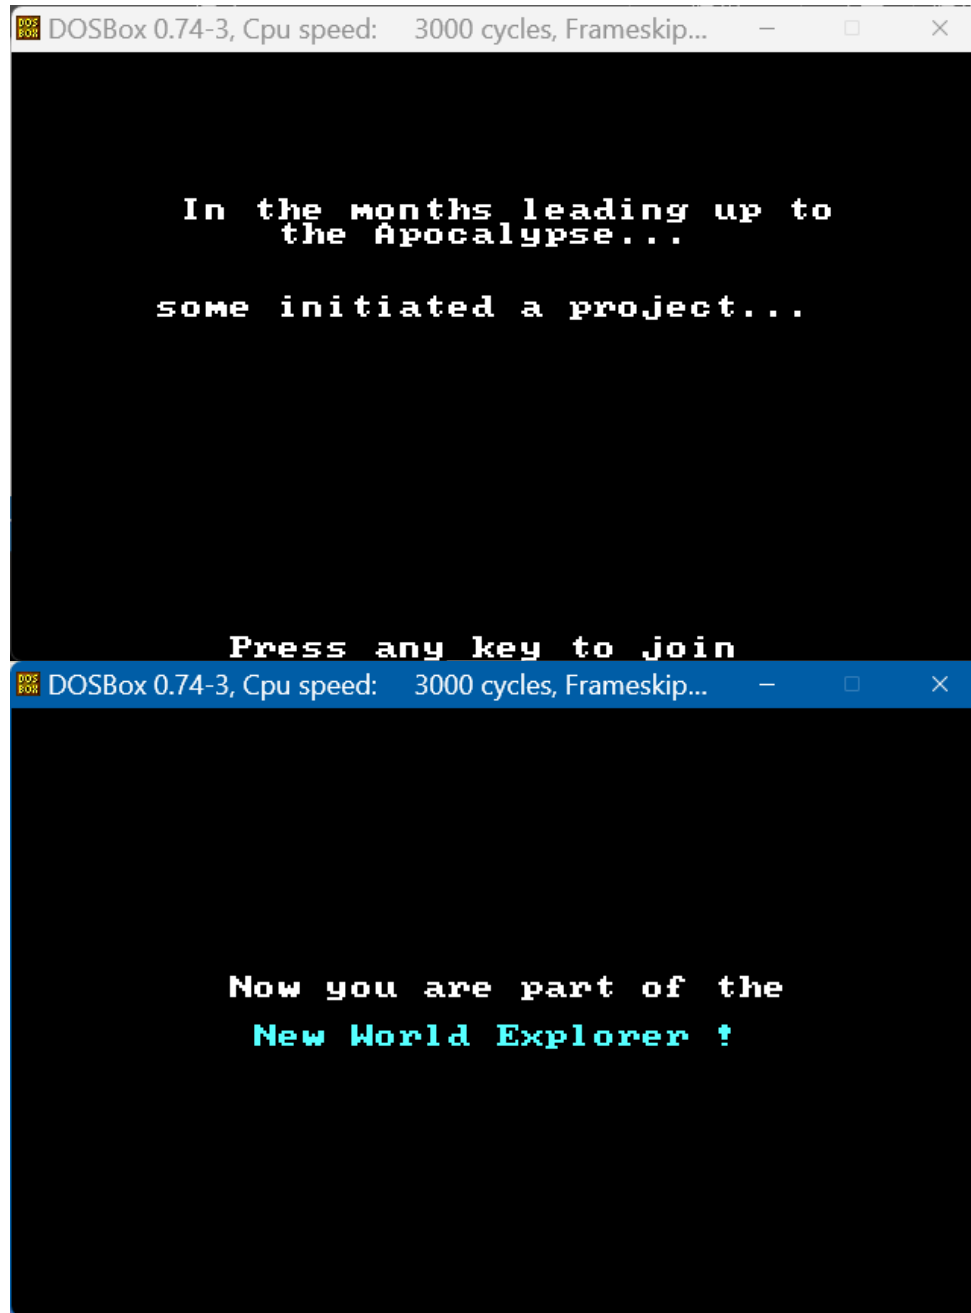 DOSBox 0.74-3, Cpu speed: 3000 cycles, Frameskip...
In the months leading up to
the Apocalypse...
some initiated a project...
Press any key to join
DOSBox 0.74-3, Cpu speed: 3000 cycles, Frameskip...
Now you are part of the
New World Explorer !